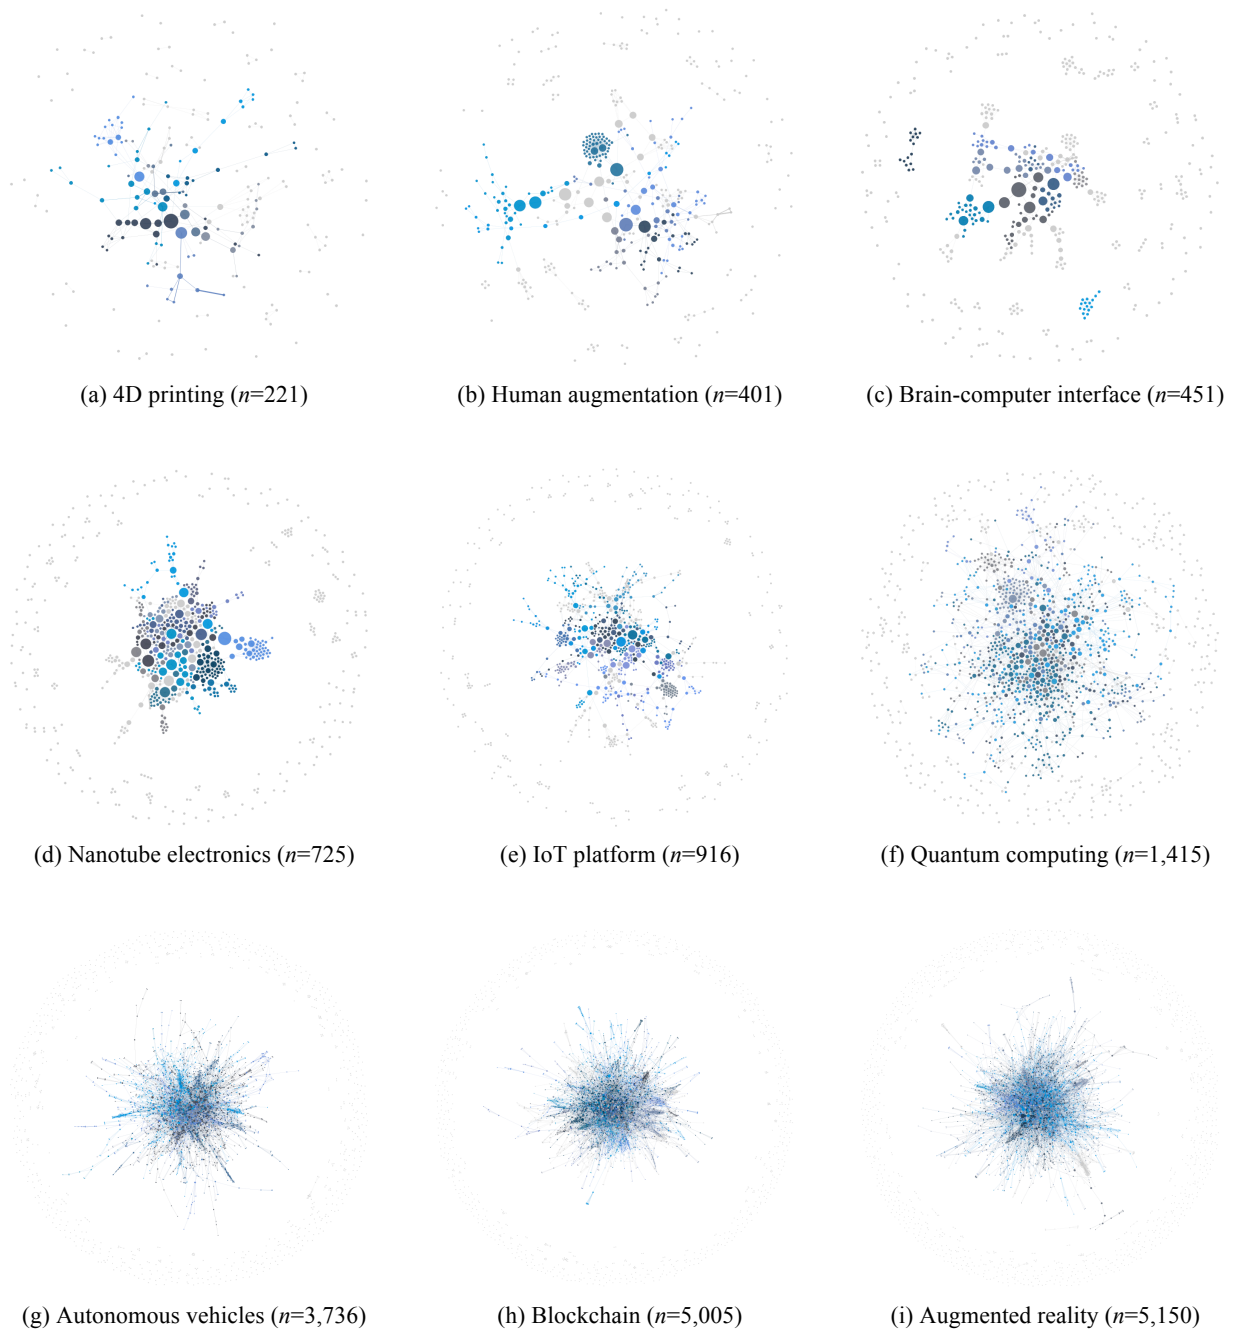 (a) 4D printing (n=221)
(b) Human augmentation (n=401)
(c) Brain-computer interface (n=451)
(d) Nanotube electronics (n=725)
(e) IoT platform (n=916)
(f) Quantum computing (n=1,415)
(g) Autonomous vehicles (n=3,736)
(h) Blockchain (n=5,005)
(i) Augmented reality (n=5,150)